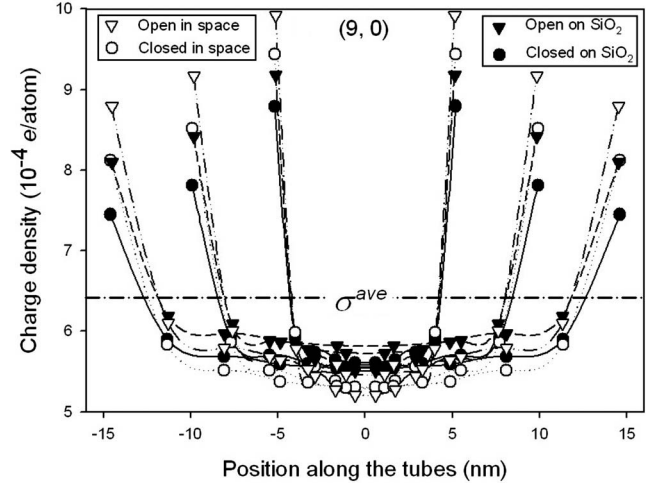 10
9
8
7
6
5
Charge density (10⁻⁴ e/atom)
Open in space
Closed in space
(9, 0)
Open on SiO₂
Closed on SiO₂
σ^ave
-15 -10 -5 0 5 10 15
Position along the tubes (nm)